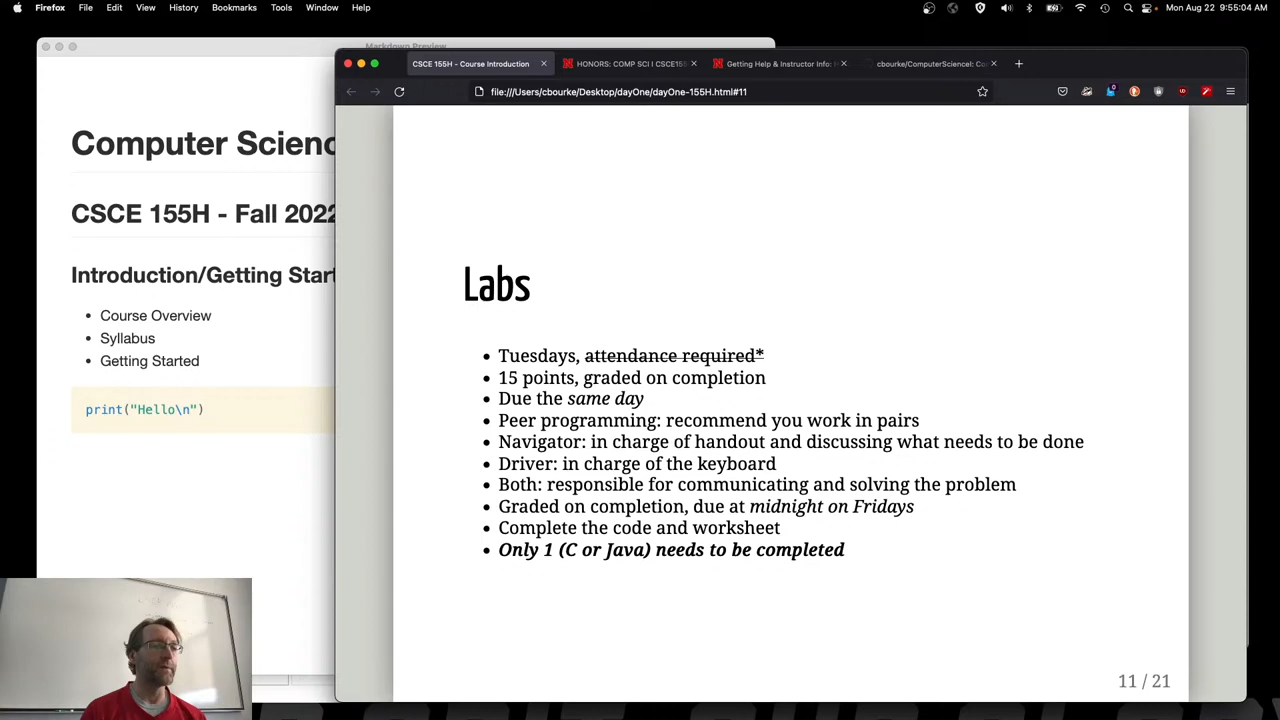 Firefox File Edit View History Bookmarks Tools Window Help Mon Aug 22 9:55:04 AM
Markdown Preview
CSCE 155H - Course Introduction HONORS: COMP SCI I CSCE155 Getting Help & Instructor Info: cbourke/ComputerScienceI: Co
file:///Users/cbourke/Desktop/dayOne/dayOne-155H.html#11
Computer Scienc
CSCE 155H - Fall 2022
Introduction/Getting Start
• Course Overview
• Syllabus
• Getting Started
print("Hello\n")
Labs
• Tuesdays, attendance required*
• 15 points, graded on completion
• Due the same day
• Peer programming: recommend you work in pairs
• Navigator: in charge of handout and discussing what needs to be done
• Driver: in charge of the keyboard
• Both: responsible for communicating and solving the problem
• Graded on completion, due at midnight on Fridays
• Complete the code and worksheet
• Only 1 (C or Java) needs to be completed
11 / 21